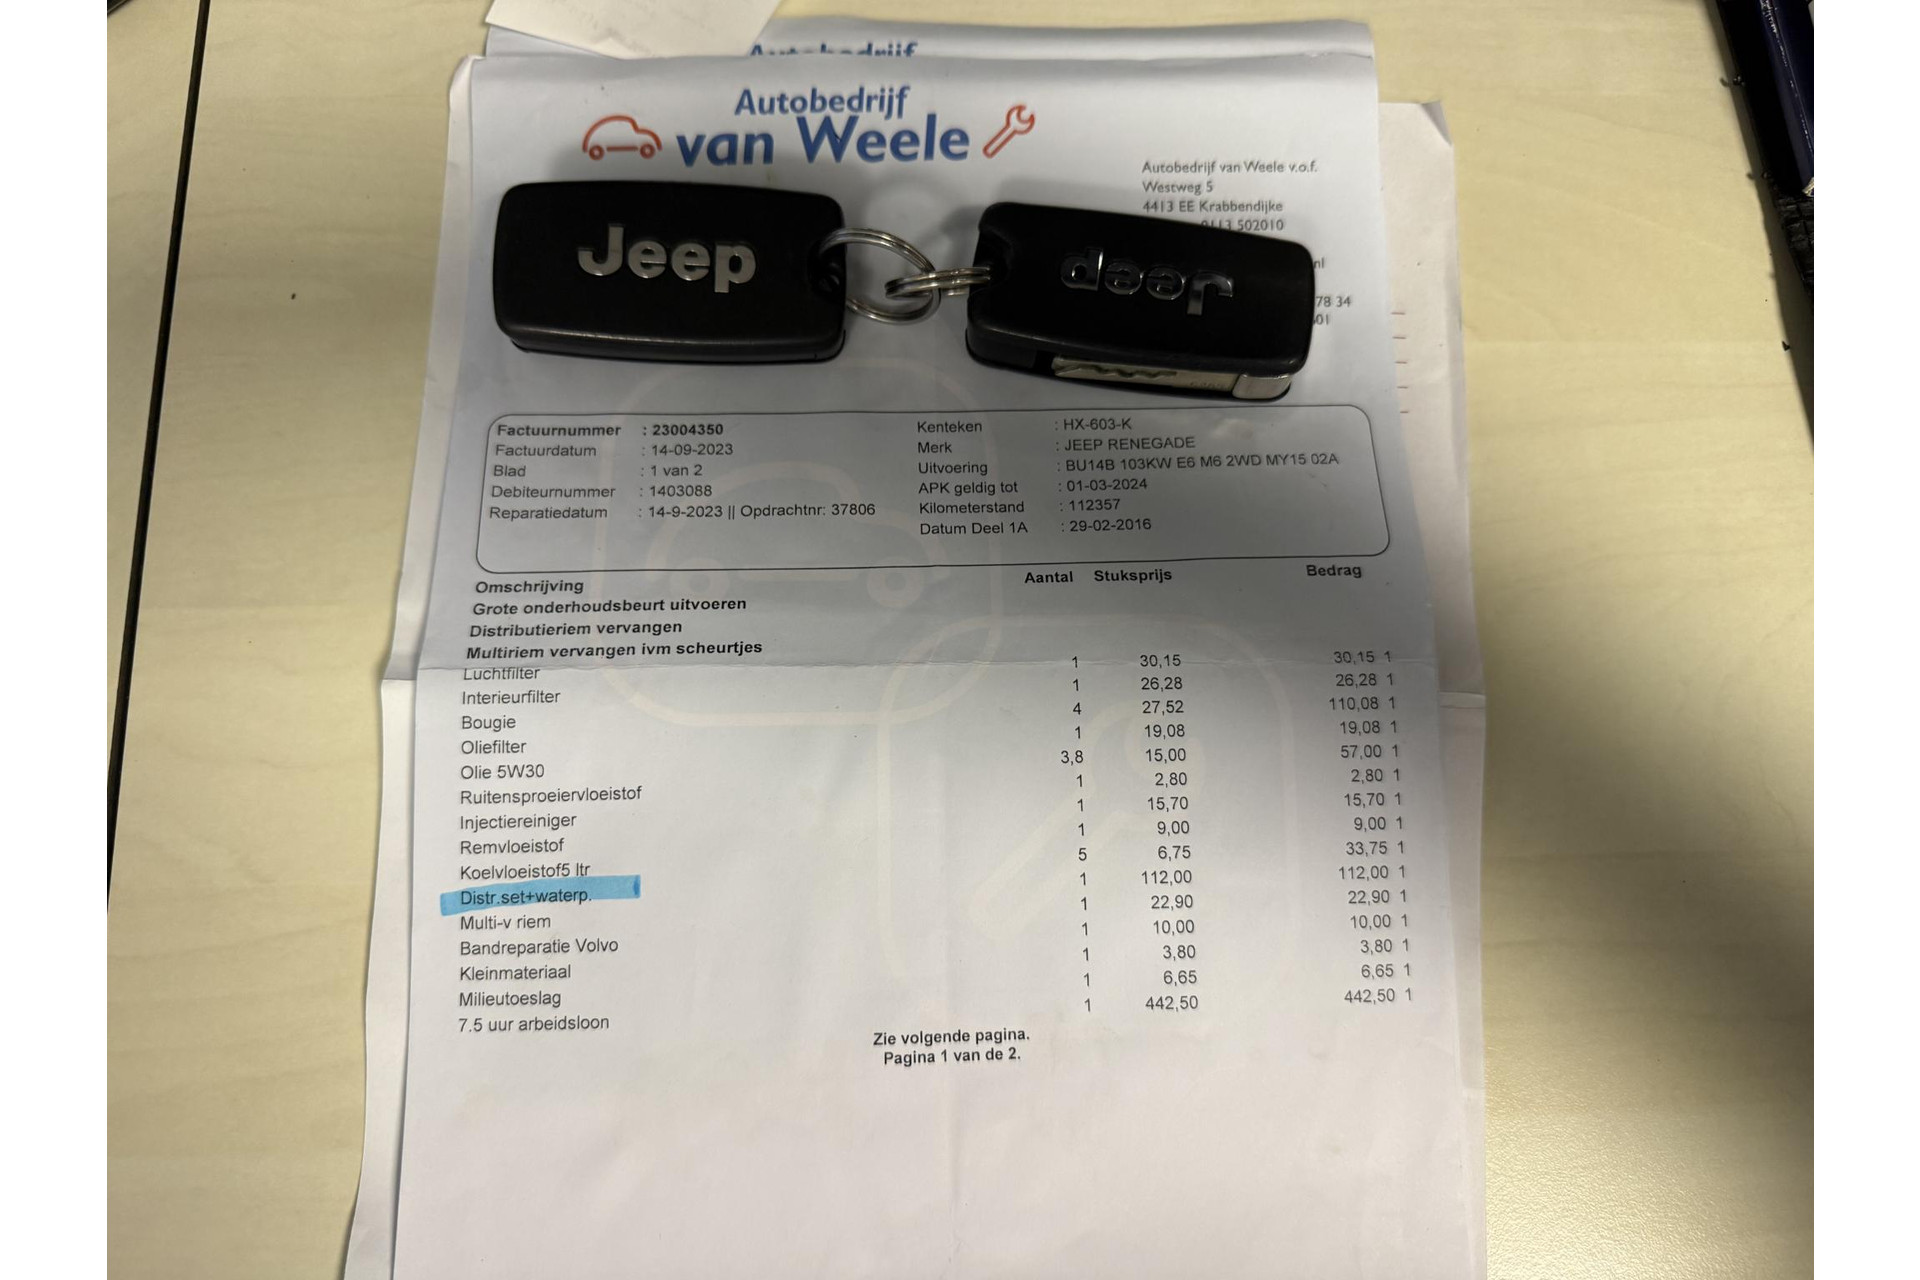 Autobedrijf
Autobedrijf
van Weele
Autobedrijf van Weele v.o.f.
Westweg 5
4413 EE Krabbendijke
0113 502010
nl
78 34
01
Jeep
Jeep
Factuurnummer : 23004350
Factuurdatum : 14-09-2023
Blad : 1 van 2
Debiteurnummer : 1403088
Reparatiedatum : 14-9-2023 || Opdrachtnr: 37806
Kenteken : HX-603-K
Merk : JEEP RENEGADE
Uitvoering : BU14B 103KW E6 M6 2WD MY15 02A
APK geldig tot : 01-03-2024
Kilometerstand : 112357
Datum Deel 1A : 29-02-2016
Omschrijving Aantal Stuksprijs Bedrag
Grote onderhoudsbeurt uitvoeren
Distributieriem vervangen
Multiriem vervangen ivm scheurtjes
Luchtfilter 1 30,15 30,15 1
Interieurfilter 1 26,28 26,28 1
Bougie 4 27,52 110,08 1
Oliefilter 1 19,08 19,08 1
Olie 5W30 3,8 15,00 57,00 1
Ruitensproeiervloeistof 1 2,80 2,80 1
Injectiereiniger 1 15,70 15,70 1
Remvloeistof 1 9,00 9,00 1
Koelvloeistof5 ltr 5 6,75 33,75 1
Distr.set+waterp. 1 112,00 112,00 1
Multi-v riem 1 22,90 22,90 1
Bandreparatie Volvo 1 10,00 10,00 1
Kleinmateriaal 1 3,80 3,80 1
Milieutoeslag 1 6,65 6,65 1
7.5 uur arbeidsloon 1 442,50 442,50 1
Zie volgende pagina.
Pagina 1 van de 2.